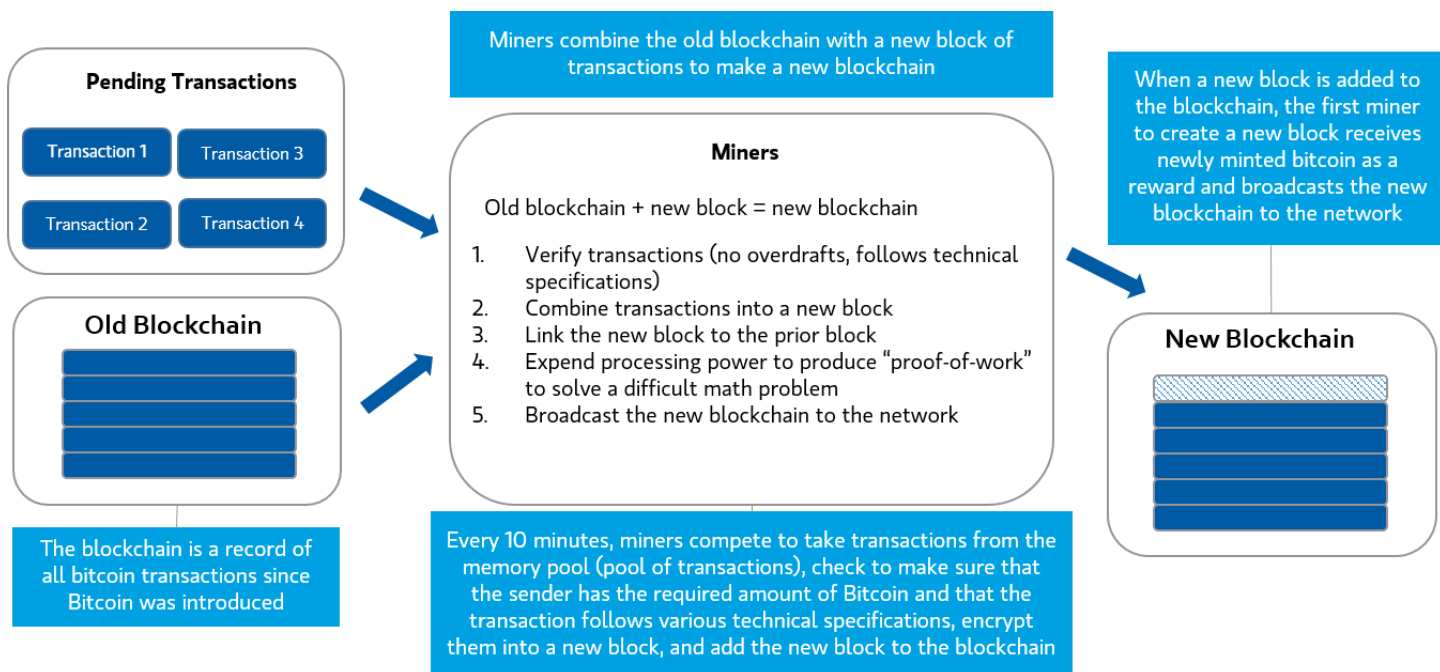 Pending Transactions
Transaction 1
Transaction 3
Transaction 2
Transaction 4
Old Blockchain
The blockchain is a record of
all bitcoin transactions since
Bitcoin was introduced
Miners combine the old blockchain with a new block of
transactions to make a new blockchain
Miners
Old blockchain + new block = new blockchain
1. Verify transactions (no overdrafts, follows technical
specifications)
2. Combine transactions into a new block
3. Link the new block to the prior block
4. Expend processing power to produce “proof-of-work”
to solve a difficult math problem
5. Broadcast the new blockchain to the network
Every 10 minutes, miners compete to take transactions from the
memory pool (pool of transactions), check to make sure that
the sender has the required amount of Bitcoin and that the
transaction follows various technical specifications, encrypt
them into a new block, and add the new block to the blockchain
When a new block is added to
the blockchain, the first miner
to create a new block receives
newly minted bitcoin as a
reward and broadcasts the new
blockchain to the network
New Blockchain